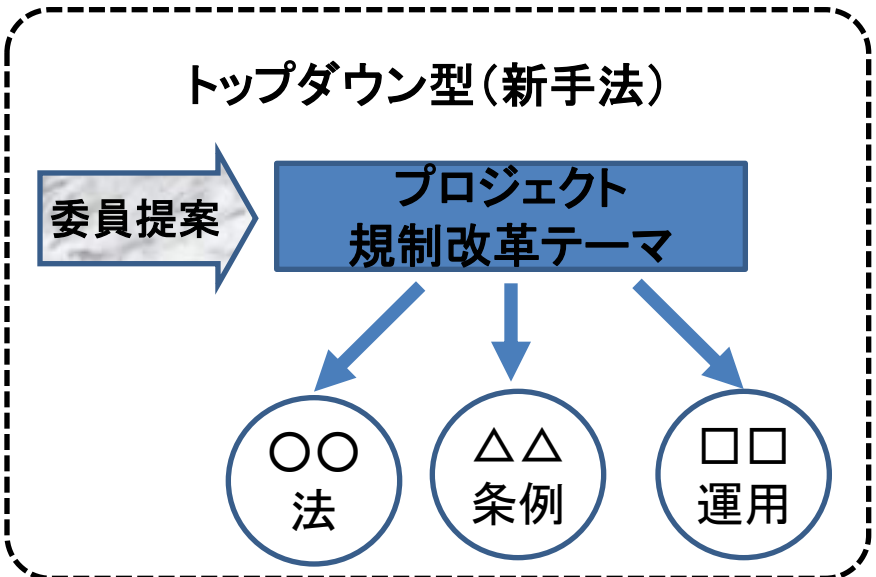 トップダウン型（新手法）
委員提案
プロジェクト
規制改革テーマ
○○
法
△△
条例
□□
運用